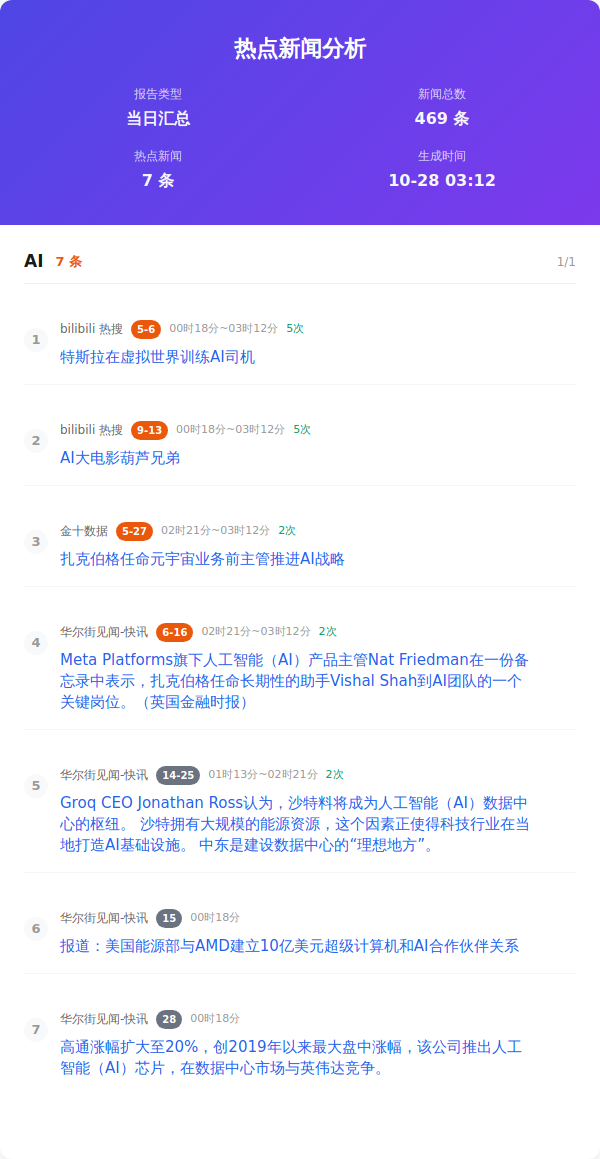 热点新闻分析
报告类型
当日汇总
新闻总数
469 条
热点新闻
7 条
生成时间
10-28 03:12
AI 7 条 1/1
1
bilibili 热搜 5-6 00时18分~03时12分 5次
特斯拉在虚拟世界训练AI司机
2
bilibili 热搜 9-13 00时18分~03时12分 5次
AI大电影葫芦兄弟
3
金十数据 5-27 02时21分~03时12分 2次
扎克伯格任命元宇宙业务前主管推进AI战略
4
华尔街见闻-快讯 6-16 02时21分~03时12分 2次
Meta Platforms旗下人工智能（AI）产品主管Nat Friedman在一份备
忘录中表示，扎克伯格任命长期性的助手Vishal Shah到AI团队的一个
关键岗位。（英国金融时报）
5
华尔街见闻-快讯 14-25 01时13分~02时21分 2次
Groq CEO Jonathan Ross认为，沙特料将成为人工智能（AI）数据中
心的枢纽。 沙特拥有大规模的能源资源，这个因素正使得科技行业在当
地打造AI基础设施。 中东是建设数据中心的“理想地方”。
6
华尔街见闻-快讯 15 00时18分
报道：美国能源部与AMD建立10亿美元超级计算机和AI合作伙伴关系
7
华尔街见闻-快讯 28 00时18分
高通涨幅扩大至20%，创2019年以来最大盘中涨幅，该公司推出人工
智能（AI）芯片，在数据中心市场与英伟达竞争。